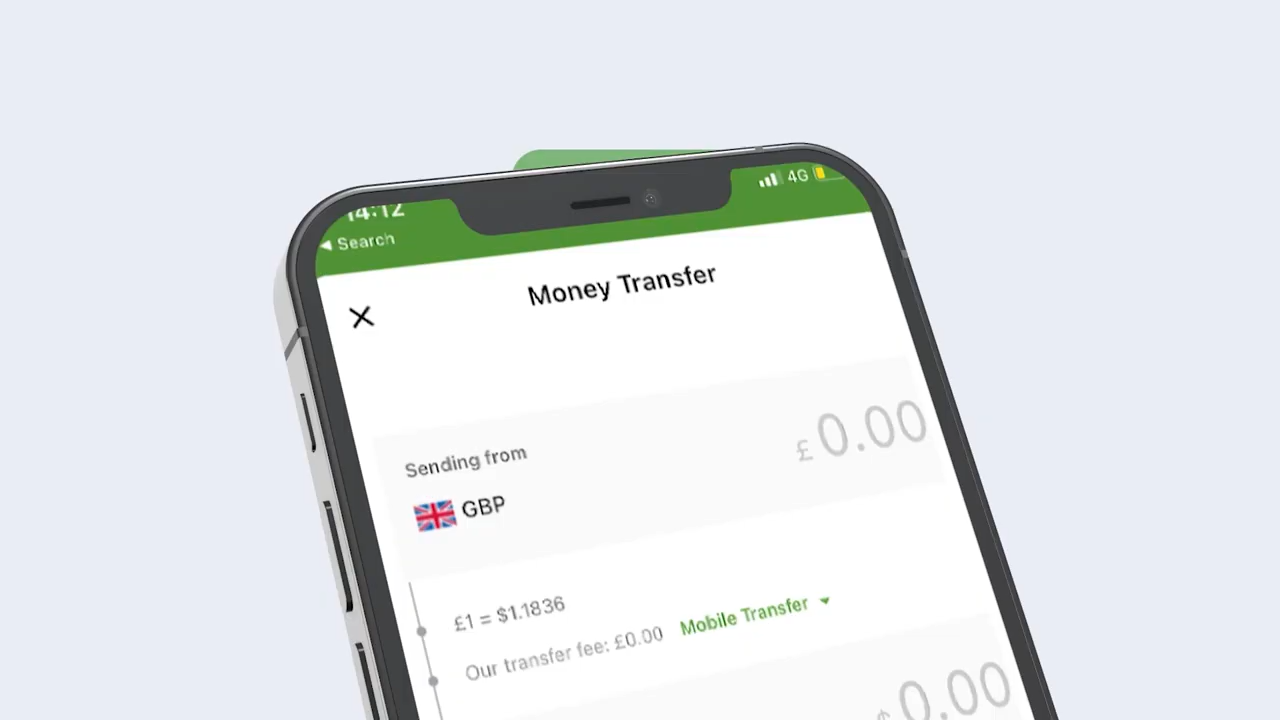 14:12
4G
◀ Search
Money Transfer
£0.00
Sending from
GBP
£1 = $1.1836
Our transfer fee: £0.00 Mobile Transfer
$0.00